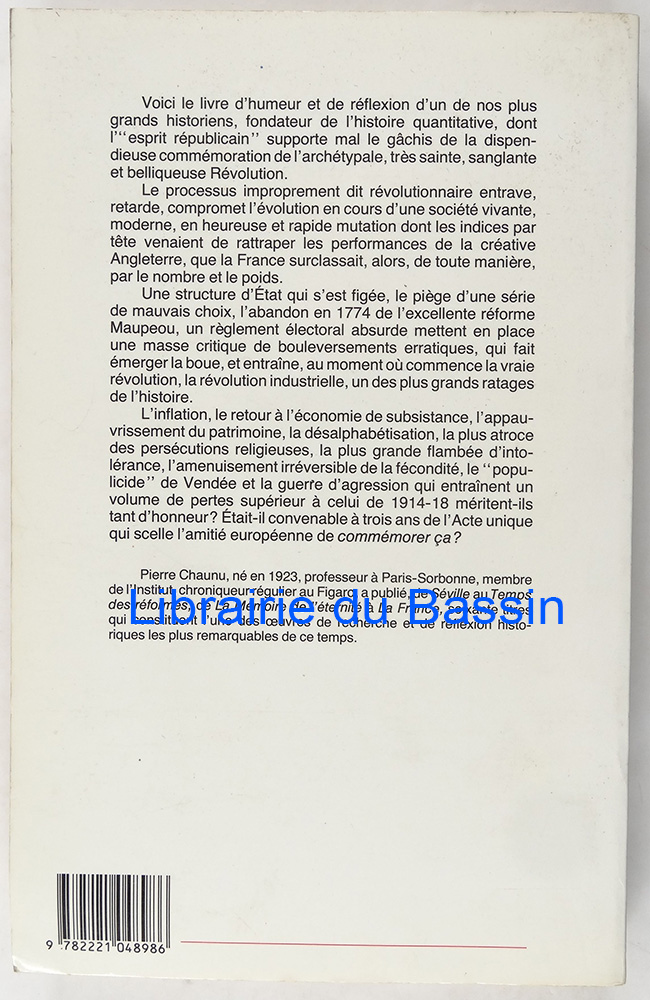 Voici le livre d'humeur et de réflexion d'un de nos plus
grands historiens, fondateur de l'histoire quantitative, dont
l'“esprit républicain” supporte mal le gâchis de la dispen-
dieuse commémoration de l'archétypale, très sainte, sanglante
et belliqueuse Révolution.
Le processus improprement dit révolutionnaire entrave,
retarde, compromet l'évolution en cours d'une société vivante,
moderne, en heureuse et rapide mutation dont les indices par
tête venaient de rattraper les performances de la créative
Angleterre, que la France surclassait, alors, de toute manière,
par le nombre et le poids.
Une structure d'État qui s'est figée, le piège d'une série
de mauvais choix, l'abandon en 1774 de l'excellente réforme
Maupeou, un règlement électoral absurde mettent en place
une masse critique de bouleversements erratiques, qui fait
émerger la boue, et entraîne, au moment où commence la vraie
révolution, la révolution industrielle, un des plus grands ratages
de l'histoire.
L'inflation, le retour à l'économie de subsistance, l'appau-
vrissement du patrimoine, la désalphabétisation, la plus atroce
des persécutions religieuses, la plus grande flambée d'into-
lérance, l'amenuisement irréversible de la fécondité, le “popu-
licide” de Vendée et la guerre d'agression qui entraînent un
volume de pertes supérieur à celui de 1914-18 méritent-ils
tant d'honneur? Était-il convenable à trois ans de l'Acte unique
qui scelle l'amitié européenne de commémorer ça?
Pierre Chaunu, né en 1923, professeur à Paris-Sorbonne, membre
de l'Institut, chroniqueur régulier au Figaro, a publié, de Séville au Temps
des réformes, de La Mémoire de l'éternité à La France, soixante titres
qui constituent l'une des œuvres de recherche et de réflexion histo-
riques les plus remarquables de ce temps.
Librairie du Bassin
9 782221 048986